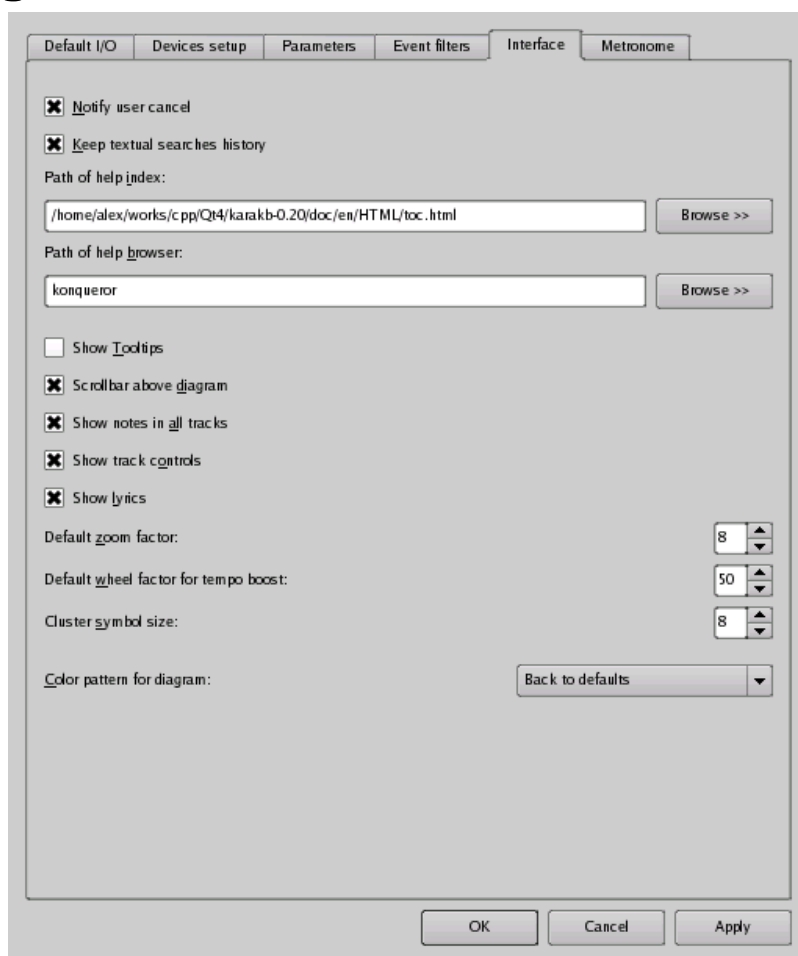 Default I/O Devices setup Parameters Event filters Interface Metronome
Notify user cancel
Keep textual searches history
Path of help index:
/home/alex/works/cpp/Qt4/karakb-0.20/doc/en/HTML/toc.html Browse >>
Path of help browser:
konqueror Browse >>
Show Tooltips
Scrollbar above diagram
Show notes in all tracks
Show track controls
Show lyrics
Default zoom factor: 8
Default wheel factor for tempo boost: 50
Cluster symbol size: 8
Color pattern for diagram: Back to defaults
OK Cancel Apply